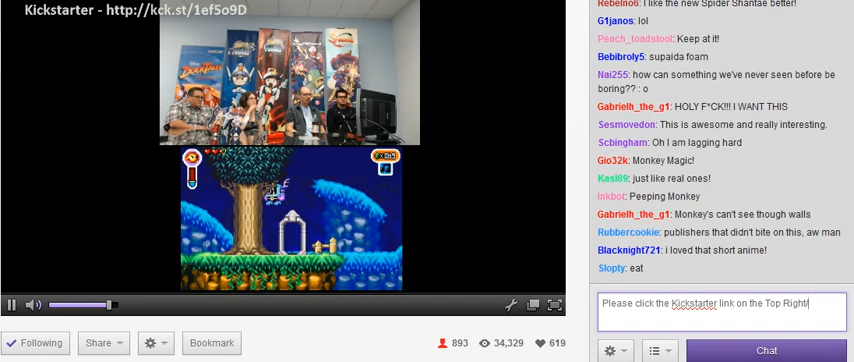 Kickstarter - http://kck.st/1ef5o9D
DUCKTALES
Following
Share
Bookmark
893
34,329
619
Rebelno6: I like the new Spider Shantae better!
G1janos: lol
Peach_toadstool: Keep at it!
Bebibroly5: supaida foam
Nai255: how can something we've never seen before be
boring?? : o
Gabrielh_the_g1: HOLY F*CK!!! I WANT THIS
Sesmovedon: This is awesome and really interesting.
Scbingham: Oh I am lagging hard
Gio32k: Monkey Magic!
Kasl89: just like real ones!
Inkbot: Peeping Monkey
Gabrielh_the_g1: Monkey's can't see though walls
Rubbercookie: publishers that didn't bite on this, aw man
Blacknight721: i loved that short anime!
Slopty: eat
Please click the Kickstarter link on the Top Right/
Chat